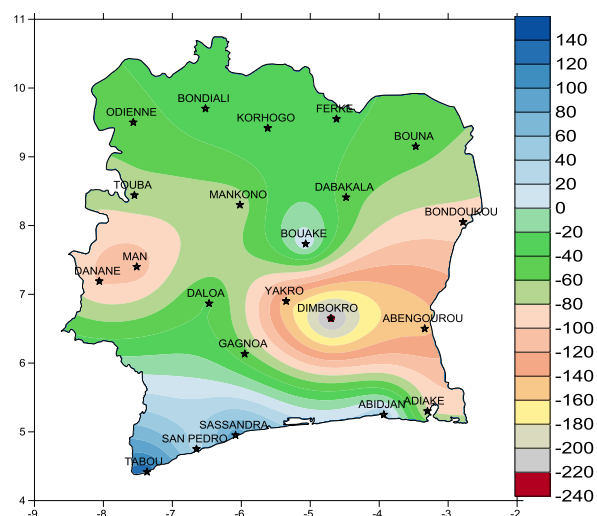 11
10
9
8
7
6
5
4
-9
-8
-7
-6
-5
-4
-3
-2
BONDIALI
ODIENNE
FERKE
KORHOGO
BOUNA
TOUBA
DABAKALA
MANKONO
BONDOUKOU
BOUAKE
MAN
DANANE
YAKRO
DALOA
DIMBOKRO
ABENGOUROU
GAGNOA
ADIAKE
ABIDJAN
SASSANDRA
SAN PEDRO
TABOU
140
120
100
80
60
40
20
0
-20
-40
-60
-80
-100
-120
-140
-160
-180
-200
-220
-240